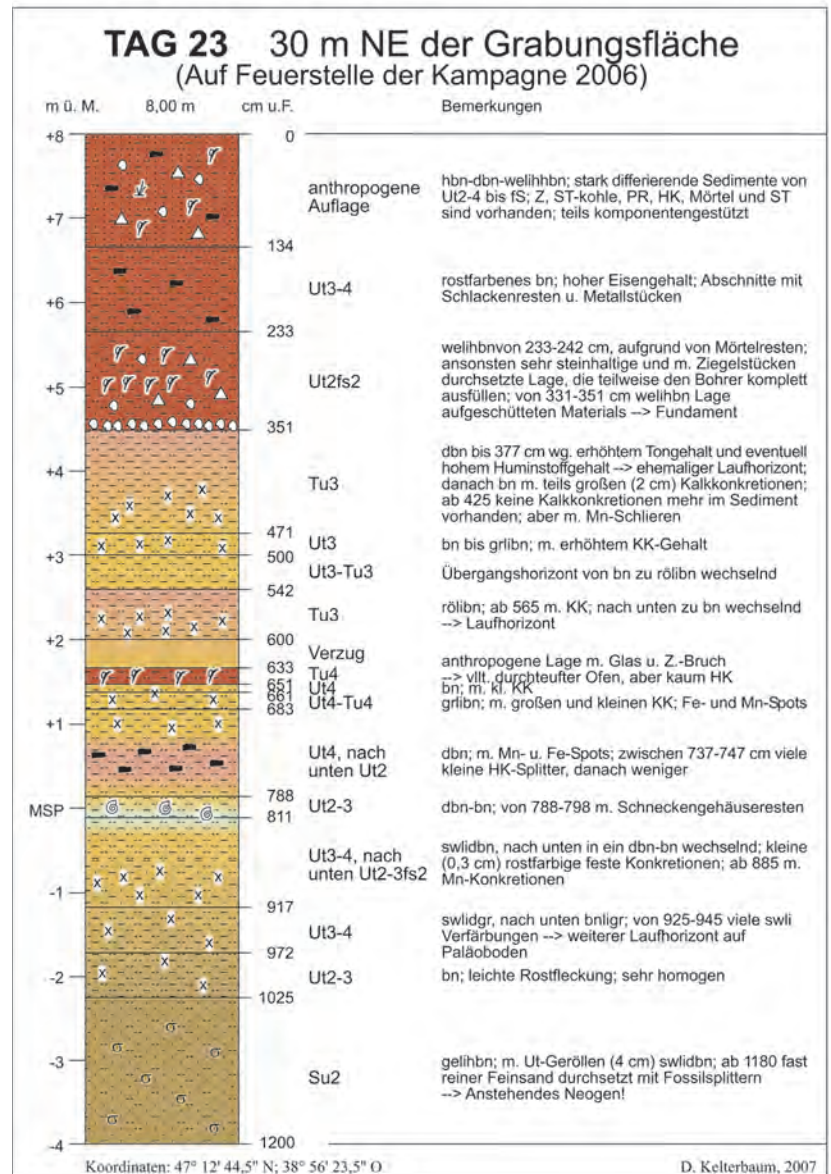 TAG 23 30 m NE der Grabungsfläche
(Auf Feuerstelle der Kampagne 2006)
m ü. M. 8,00 m cm u.F. Bemerkungen
+8
0
anthropogene
Auflage
hbn-dbn-welihhbn; stark differierende Sedimente von
Ut2-4 bis fS; Z, ST-kohle, PR, HK, Mörtel und ST
sind vorhanden; teils komponentengestützt
+7
134
Ut3-4
rostfarbenes bn; hoher Eisengehalt; Abschnitte mit
Schlackenresten u. Metallstücken
+6
233
Ut2fs2
welihbnvon 233-242 cm, aufgrund von Mörtelresten;
ansonsten sehr steinhaltige und m. Ziegelstücken
durchsetzte Lage, die teilweise den Bohrer komplett
ausfüllen; von 331-351 cm welihbn Lage
aufgeschütteten Materials --> Fundament
+5
351
Tu3
dbn bis 377 cm wg. erhöhtem Tongehalt und eventuell
hohem Huminstoffgehalt --> ehemaliger Laufhorizont;
danach bn m. teils großen (2 cm) Kalkkonkretionen;
ab 425 keine Kalkkonkretionen mehr im Sediment
vorhanden; aber m. Mn-Schlieren
+4
471
Ut3
bn bis grlibn; m. erhöhtem KK-Gehalt
+3
500
Ut3-Tu3
Übergangshorizont von bn zu rölibn wechselnd
542
Tu3
rölibn; ab 565 m. KK; nach unten zu bn wechselnd
--> Laufhorizont
+2
600
Verzug
633
Tu4
anthropogene Lage m. Glas u. Z.-Bruch
--> vllt. durchteufter Ofen, aber kaum HK
651
Ut4
bn; m. kl. KK
661
Ut4-Tu4
grlibn; m. großen und kleinen KK; Fe- und Mn-Spots
683
+1
Ut4, nach
unten Ut2
dbn; m. Mn- u. Fe-Spots; zwischen 737-747 cm viele
kleine HK-Splitter, danach weniger
788
MSP
Ut2-3
dbn-bn; von 788-798 m. Schneckengehäuseresten
811
Ut3-4, nach
unten Ut2-3fs2
swlidbn, nach unten in ein dbn-bn wechselnd; kleine
(0,3 cm) rostfarbige feste Konkretionen; ab 885 m.
Mn-Konkretionen
-1
917
Ut3-4
swlidgr, nach unten bnligr; von 925-945 viele swli
Verfärbungen --> weiterer Laufhorizont auf
Paläoboden
972
-2
Ut2-3
bn; leichte Rostfleckung; sehr homogen
1025
-3
Su2
gelihbn; m. Ut-Geröllen (4 cm) swlidbn; ab 1180 fast
reiner Feinsand durchsetzt mit Fossilsplittern
--> Anstehendes Neogen!
-4
1200
Koordinaten: 47° 12' 44,5" N; 38° 56' 23,5" O D. Kelterbaum, 2007